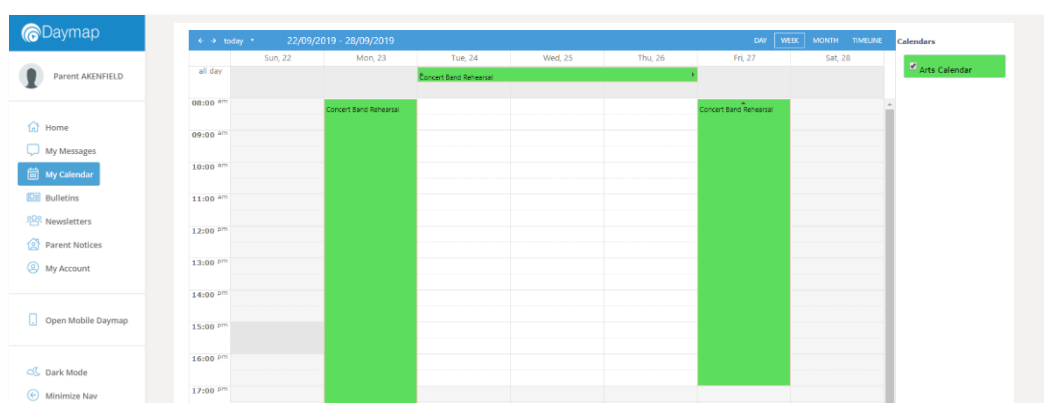 Daymap
Parent AKENFIELD
Home
My Messages
My Calendar
Bulletins
Newsletters
Parent Notices
My Account
Open Mobile Daymap
Dark Mode
Minimize Nav
today 22/09/2019 - 28/09/2019 DAY WEEK MONTH TIMELINE
Sun, 22 Mon, 23 Tue, 24 Wed, 25 Thu, 26 Fri, 27 Sat, 28
all day Concert Band Rehearsal
08:00 am Concert Band Rehearsal Concert Band Rehearsal
09:00 am
10:00 am
11:00 am
12:00 pm
13:00 pm
14:00 pm
15:00 pm
16:00 pm
17:00 pm
Calendars
Arts Calendar